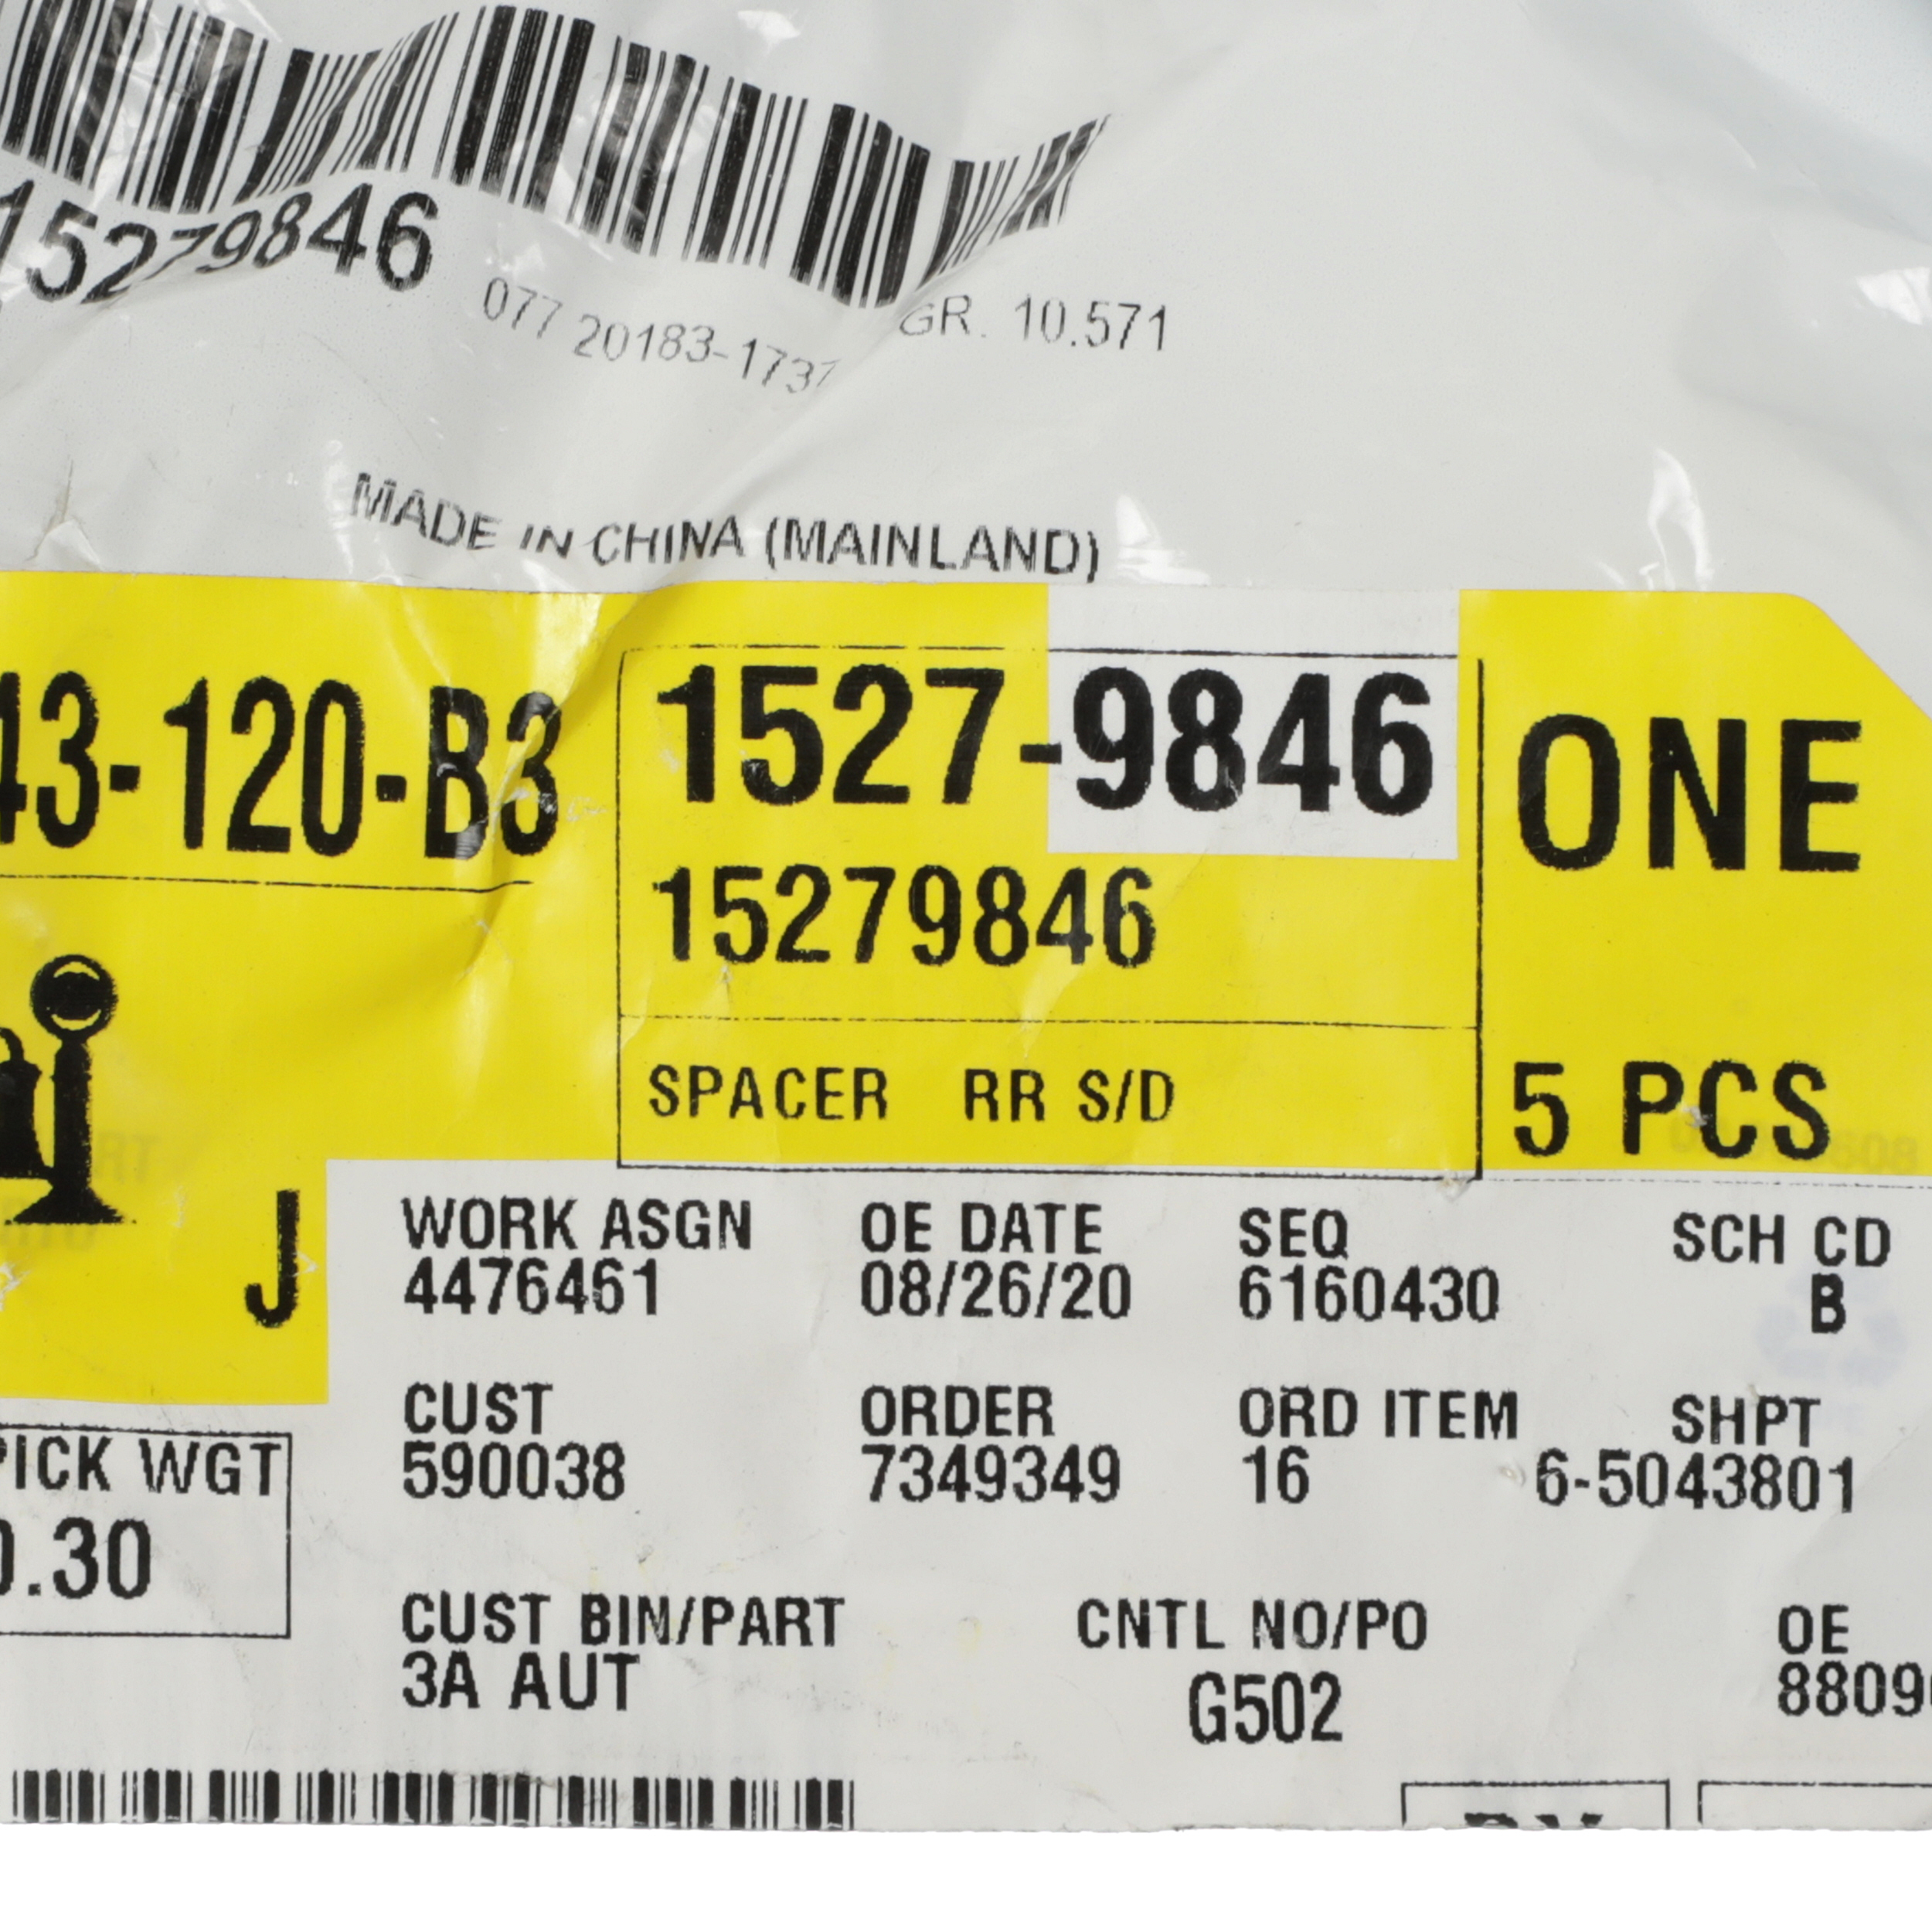 15279846
077 20183-1737 GR. 10.571
MADE IN CHINA (MAINLAND)
43-120-B3
1527-9846
ONE
15279846
SPACER RR S/D
5 PCS
J
WORK ASGN OE DATE SEQ SCH CD
4476461 08/26/20 6160430 B
CUST ORDER ORD ITEM SHPT
590038 7349349 16 6-5043801
PICK WGT
0.30
CUST BIN/PART CNTL NO/PO OE
3A AUT G502 8809